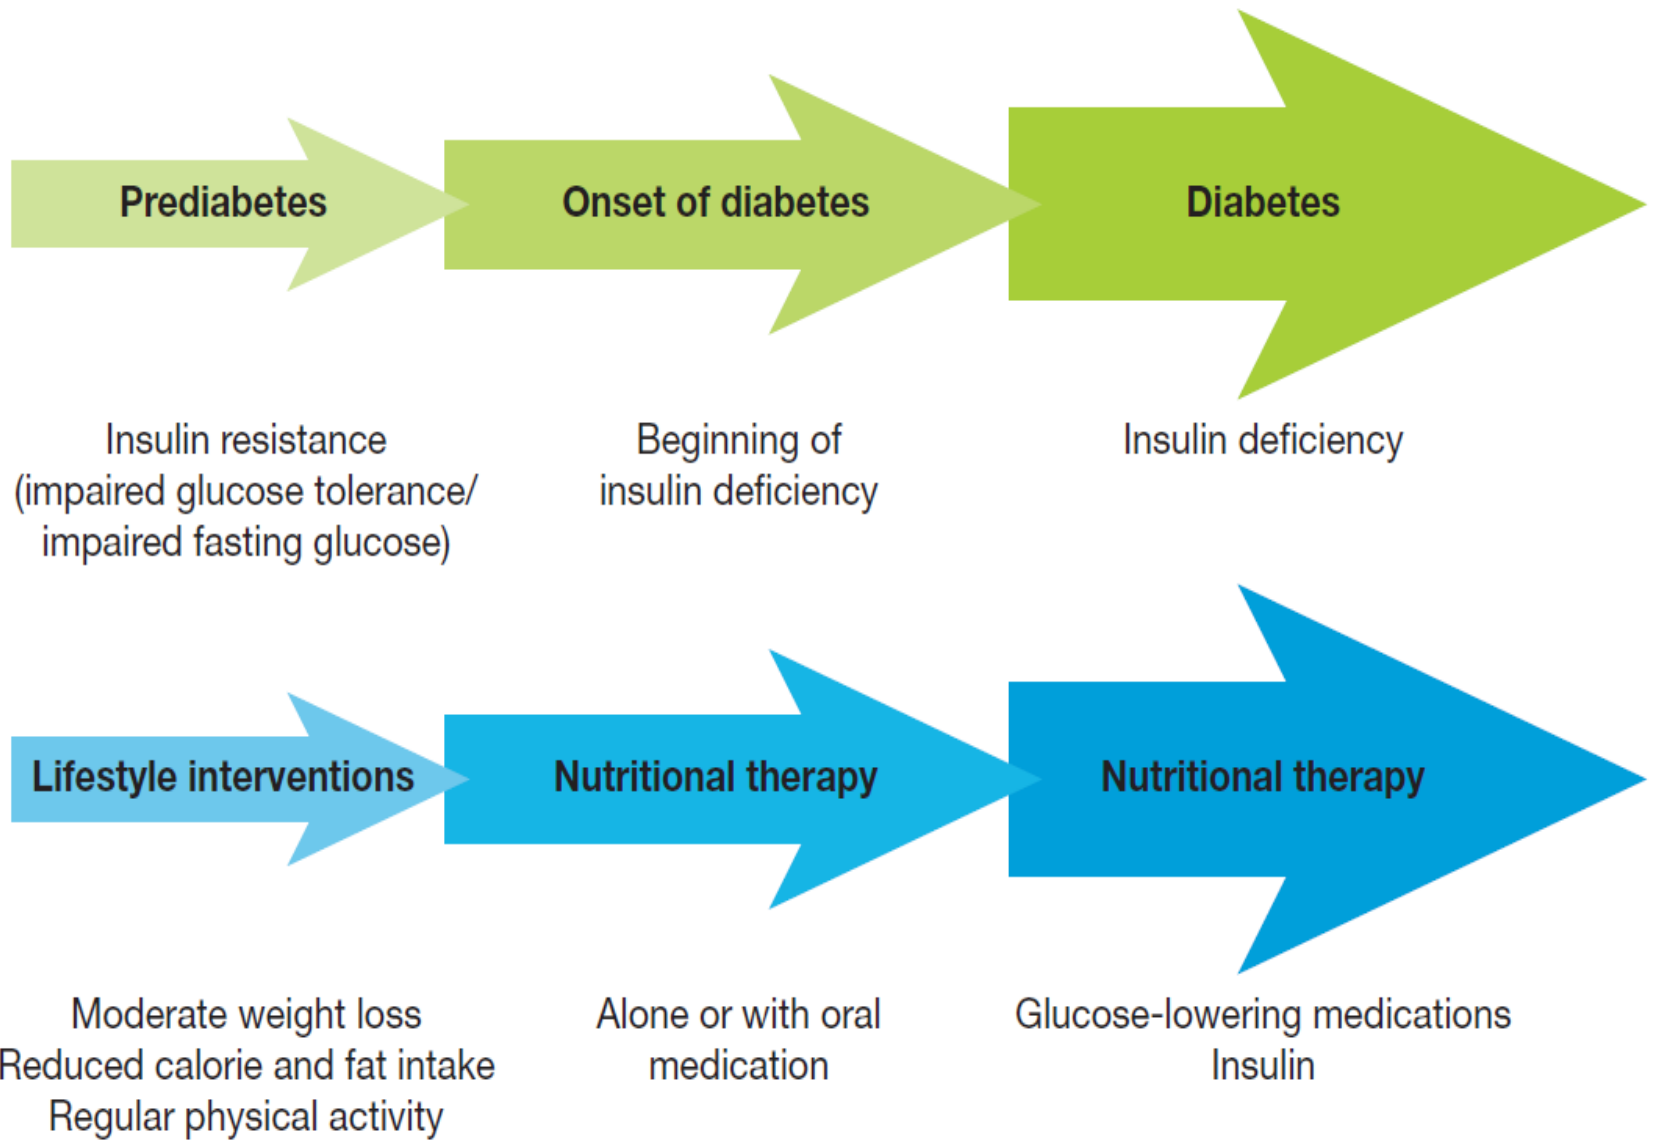 Prediabetes
Onset of diabetes
Diabetes
Insulin resistance
(impaired glucose tolerance/
impaired fasting glucose)
Beginning of
insulin deficiency
Insulin deficiency
Lifestyle interventions
Nutritional therapy
Nutritional therapy
Moderate weight loss
Reduced calorie and fat intake
Regular physical activity
Alone or with oral
medication
Glucose-lowering medications
Insulin